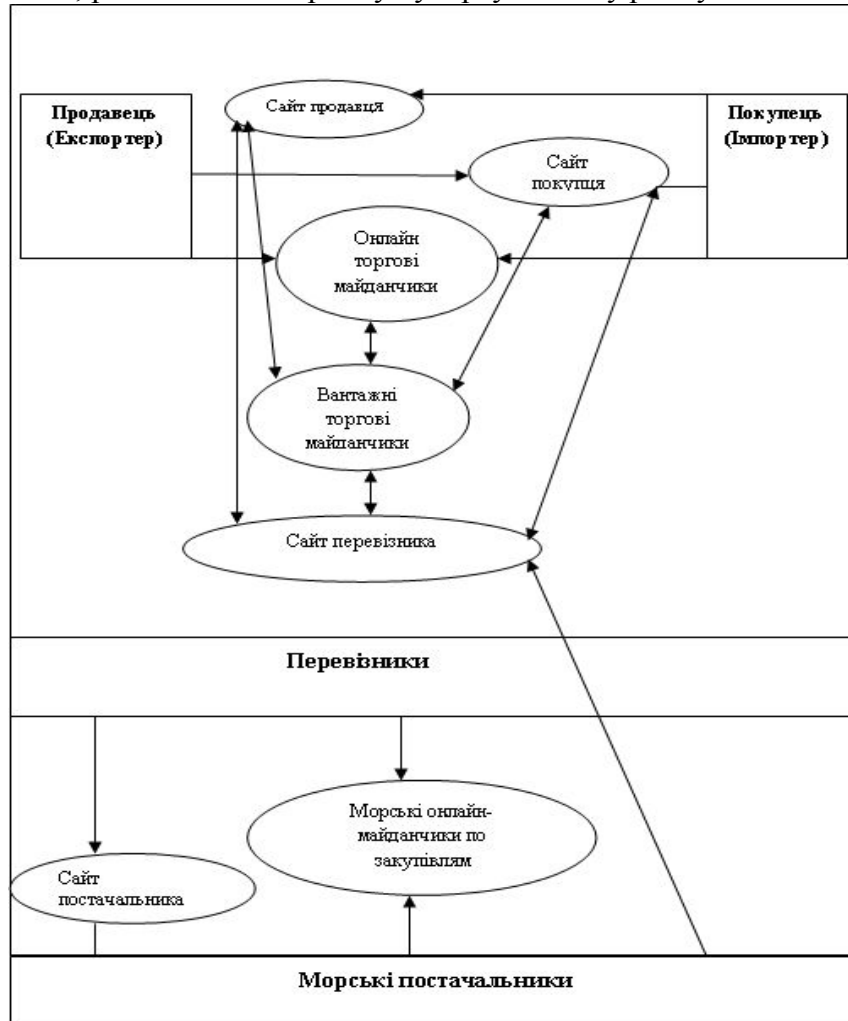 Сайт продавця
Продавець
(Експортер)
Покупець
(Імпортер)
Сайт
покупця
Онлайн
торгові
майданчики
Вантажні
торгові
майданчики
Сайт перевізника
Перевізники
Морські онлайн-
майданчики по
закупівлям
Сайт
постачальника
Морські постачальники